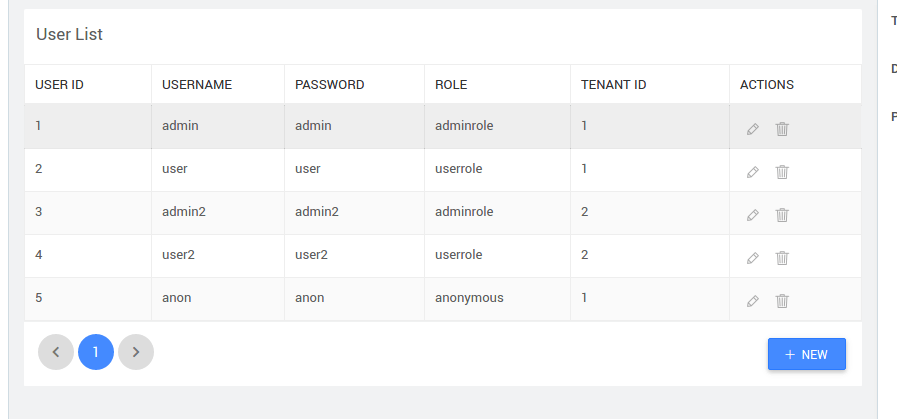 User List
USER ID USERNAME PASSWORD ROLE TENANT ID ACTIONS
1 admin admin adminrole 1
2 user user userrole 1
3 admin2 admin2 adminrole 2
4 user2 user2 userrole 2
5 anon anon anonymous 1
1
+ NEW